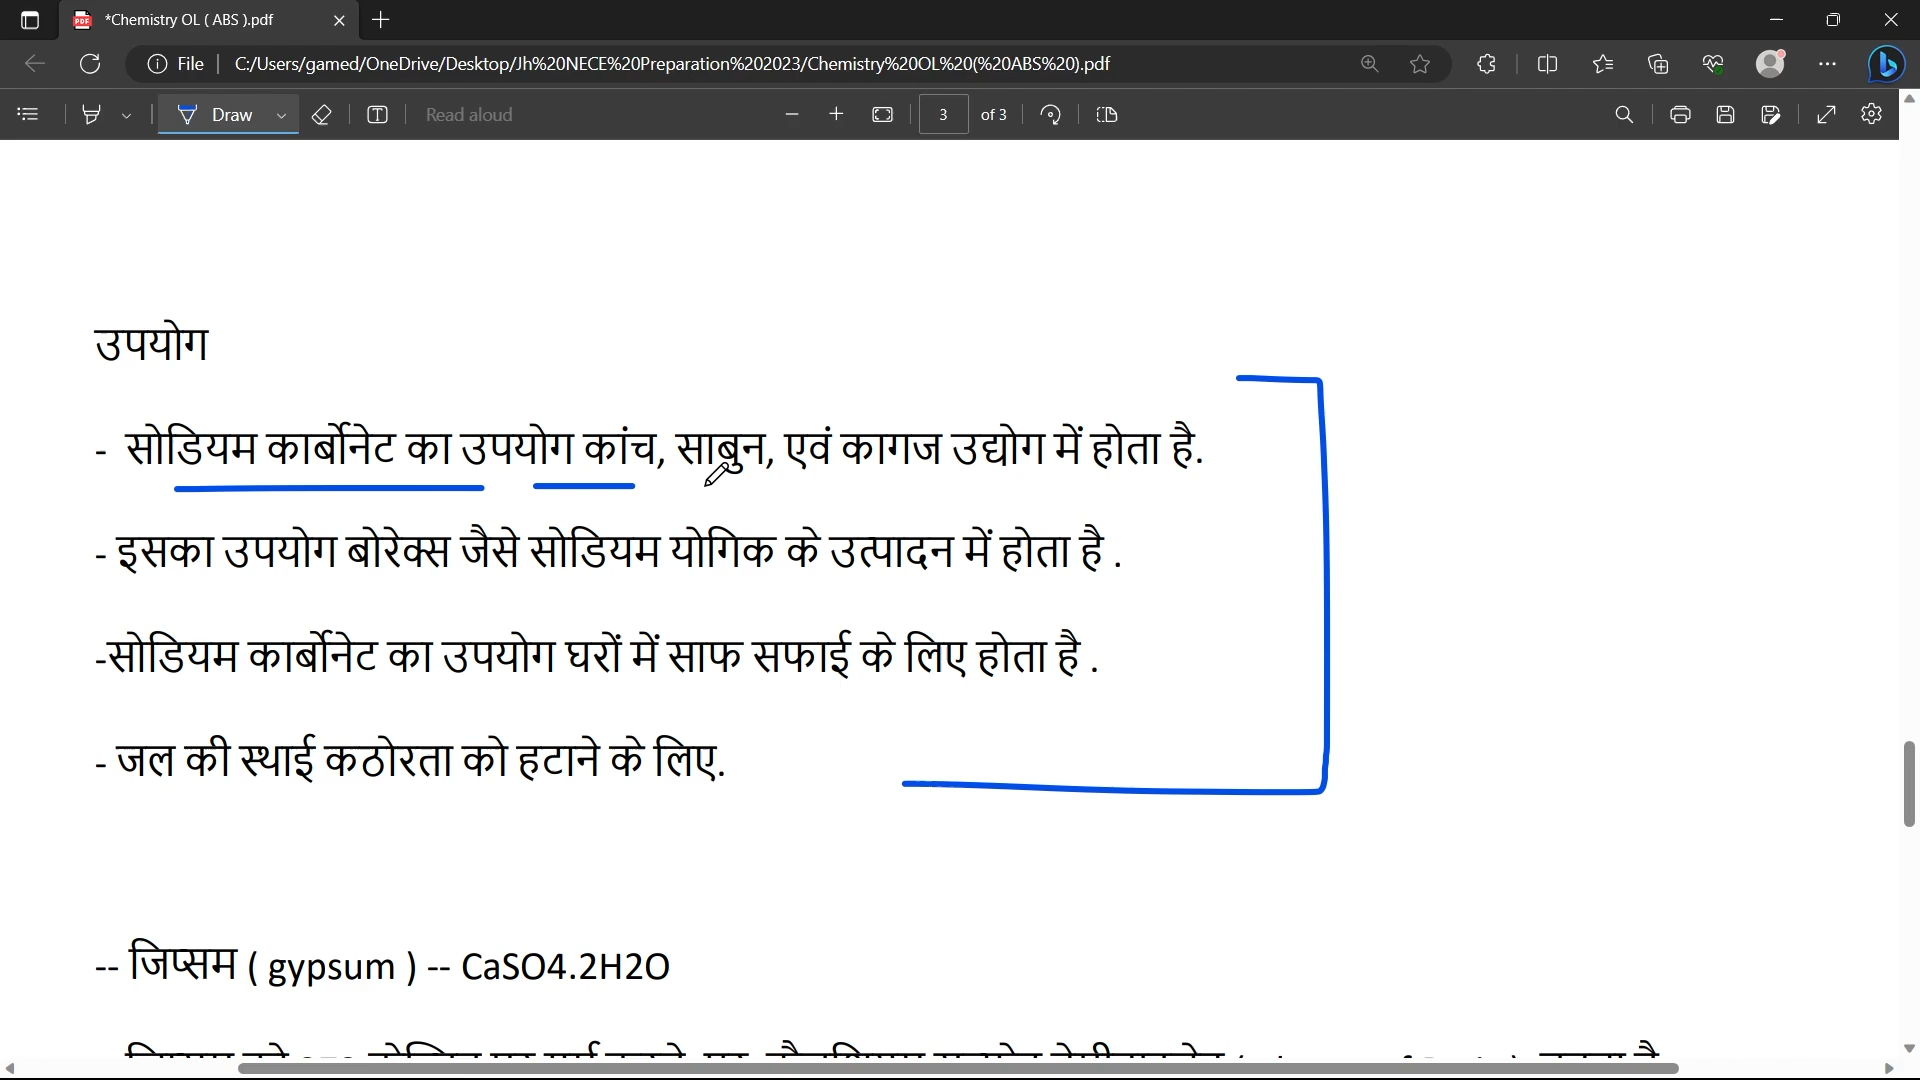 *Chemistry OL ( ABS ).pdf
File
C:/Users/gamed/OneDrive/Desktop/Jh%20NECE%20Preparation%202023/Chemistry%20OL%20(%20ABS%20).pdf
Draw
Read aloud
3 of 3
उपयोग
- सोडियम कार्बोनेट का उपयोग कांच, साबुन, एवं कागज उद्योग में होता है.
- इसका उपयोग बोरेक्स जैसे सोडियम योगिक के उत्पादन में होता है .
-सोडियम कार्बोनेट का उपयोग घरों में साफ सफाई के लिए होता है .
- जल की स्थाई कठोरता को हटाने के लिए.
-- जिप्सम ( gypsum ) -- CaSO4.2H2O